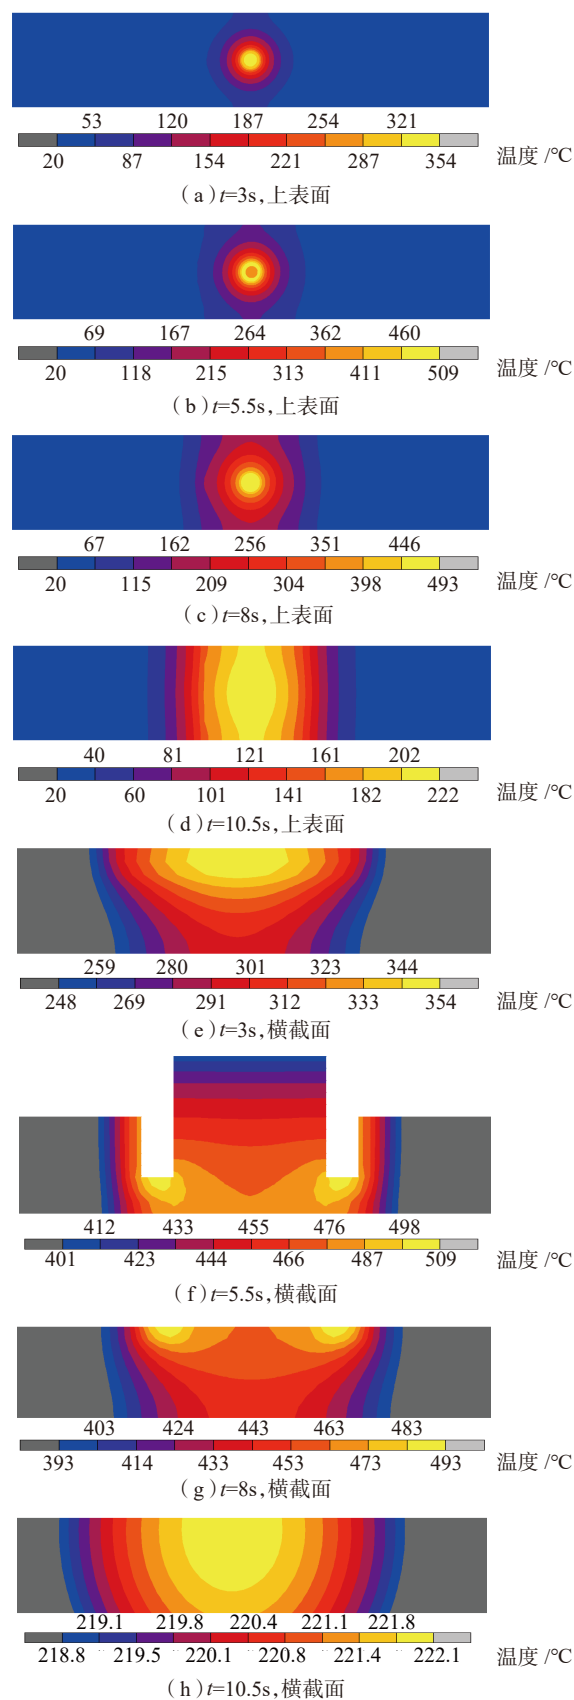 53 120 187 254 321
20 87 154 221 287 354 温度 /℃
（a）t=3s,上表面
69 167 264 362 460
20 118 215 313 411 509 温度 /℃
（b）t=5.5s,上表面
67 162 256 351 446
20 115 209 304 398 493 温度 /℃
（c）t=8s,上表面
40 81 121 161 202
20 60 101 141 182 222 温度 /℃
（d）t=10.5s,上表面
259 280 301 323 344
248 269 291 312 333 354 温度 /℃
（e）t=3s,横截面
412 433 455 476 498
401 423 444 466 487 509 温度 /℃
（f）t=5.5s,横截面
403 424 443 463 483
393 414 433 453 473 493 温度 /℃
（g）t=8s,横截面
219.1 219.8 220.4 221.1 221.8
218.8 219.5 220.1 220.8 221.4 222.1 温度 /℃
（h）t=10.5s,横截面